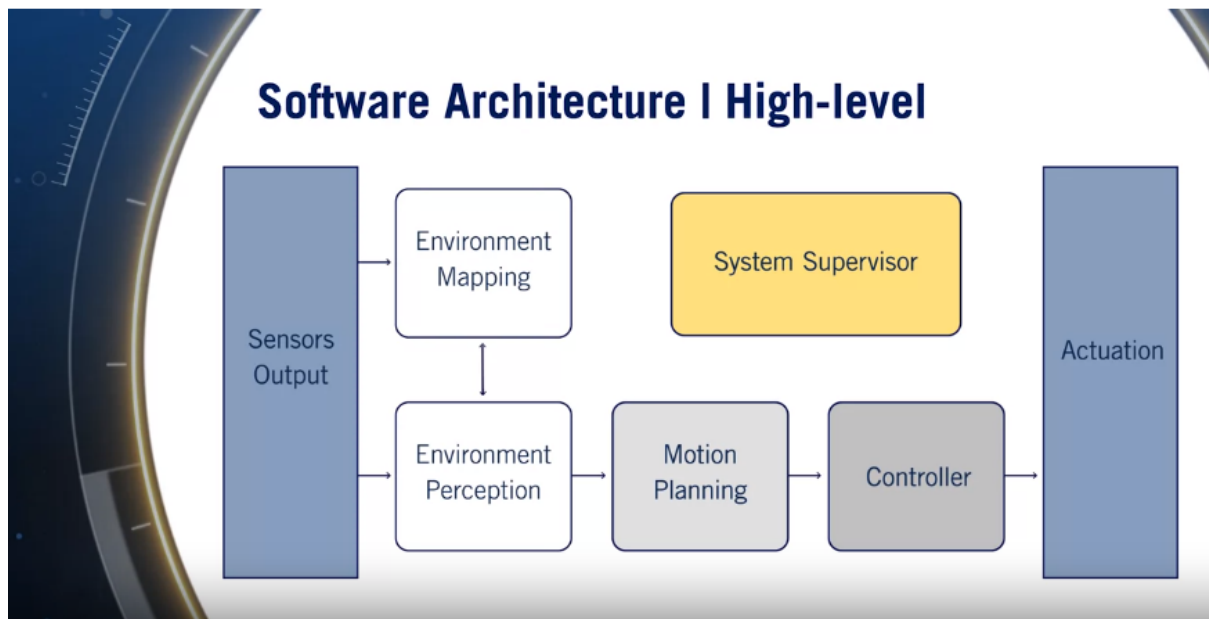 Software Architecture | High-level
Sensors
Output
Environment
Mapping
Environment
Perception
System Supervisor
Motion
Planning
Controller
Actuation